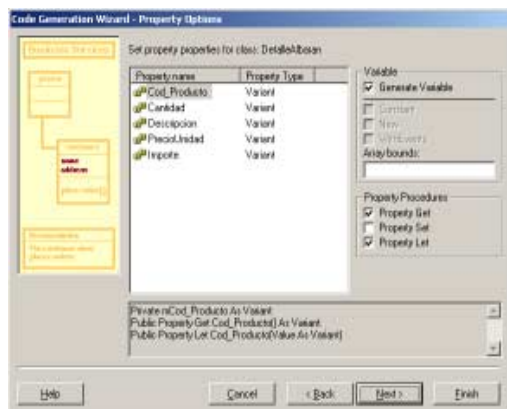 Code Generation Wizard - Property Options
Set property properties for class: DetalleAlbaran
Property name Property Type
Cod_Producto Variant
Cantidad Variant
Descripcion Variant
PrecioUnidad Variant
Importe Variant
Variable
Generate Variable
Constant
New
WithEvents
Array bounds:
Property Procedures
Property Get
Property Set
Property Let
Private mCod_Producto As Variant
Public Property Get Cod_Producto() As Variant
Public Property Let Cod_Producto(Value As Variant)
Help
Cancel
< Back
Next >
Finish